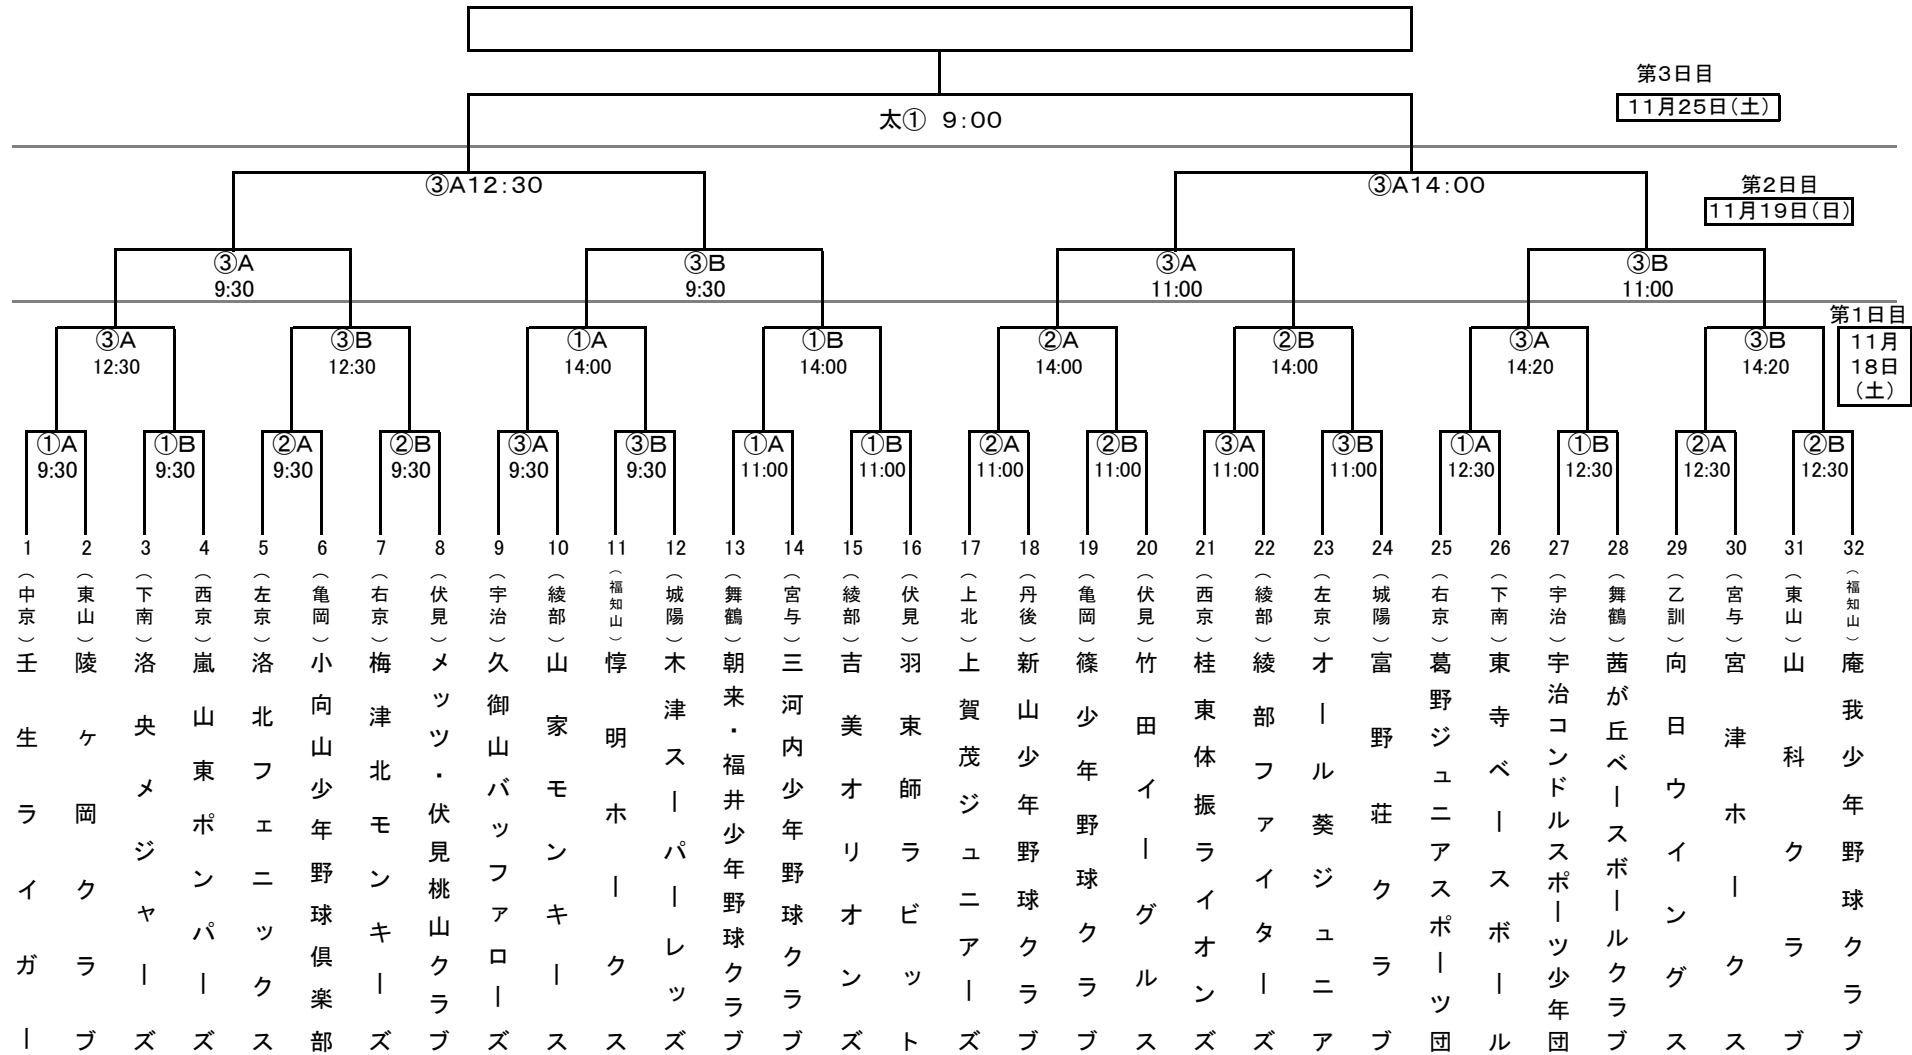 第3日目
11月25日(土)
太① 9:00
③A12:30
③A14:00
第2日目
11月19日(日)
③A
9:30
③B
9:30
③A
11:00
③B
11:00
第1日目
11月
18日
(土)
③A
12:30
③B
12:30
①A
14:00
①B
14:00
②A
14:00
②B
14:00
③A
14:20
③B
14:20
①A
9:30
①B
9:30
②A
9:30
②B
9:30
③A
9:30
③B
9:30
①A
11:00
①B
11:00
②A
11:00
②B
11:00
③A
11:00
③B
11:00
①A
12:30
①B
12:30
②A
12:30
②B
12:30
1(中京)壬生ライガー
2(東山)陵ヶ岡クラブ
3(下南)洛央メジャーズ
4(西京)嵐山東ポンパーズ
5(左京)洛北フェニックス
6(亀岡)小向山少年野球倶楽部
7(右京)梅津北モンキーズ
8(伏見)メッツ・伏見桃山クラブ
9(宇治)久御山バッファローズ
10(綾部)山家モンキース
11(福知山)惇明ホークス
12(城陽)木津スーパーレッズ
13(舞鶴)朝来・福井少年野球クラブ
14(宮与)三河内少年野球クラブ
15(綾部)吉美オリオンズ
16(伏見)羽東師ラビット
17(上北)上賀茂ジュニアーズ
18(丹後)新山少年野球クラブ
19(亀岡)篠少年野球クラブ
20(伏見)竹田イーグルス
21(西京)桂東体振ライオンズ
22(綾部)綾部ファイターズ
23(左京)オール葵ジュニア
24(城陽)富野荘クラブ
25(右京)葛野ジュニアスポーツ団
26(下南)東寺ベースボール
27(宇治)宇治コンドルスポーツ少年団
28(舞鶴)茜が丘ベースボールクラブ
29(乙訓)向日ウイングス
30(宮与)宮津ホークス
31(東山)山科クラブ
32(福知山)庵我少年野球クラブ